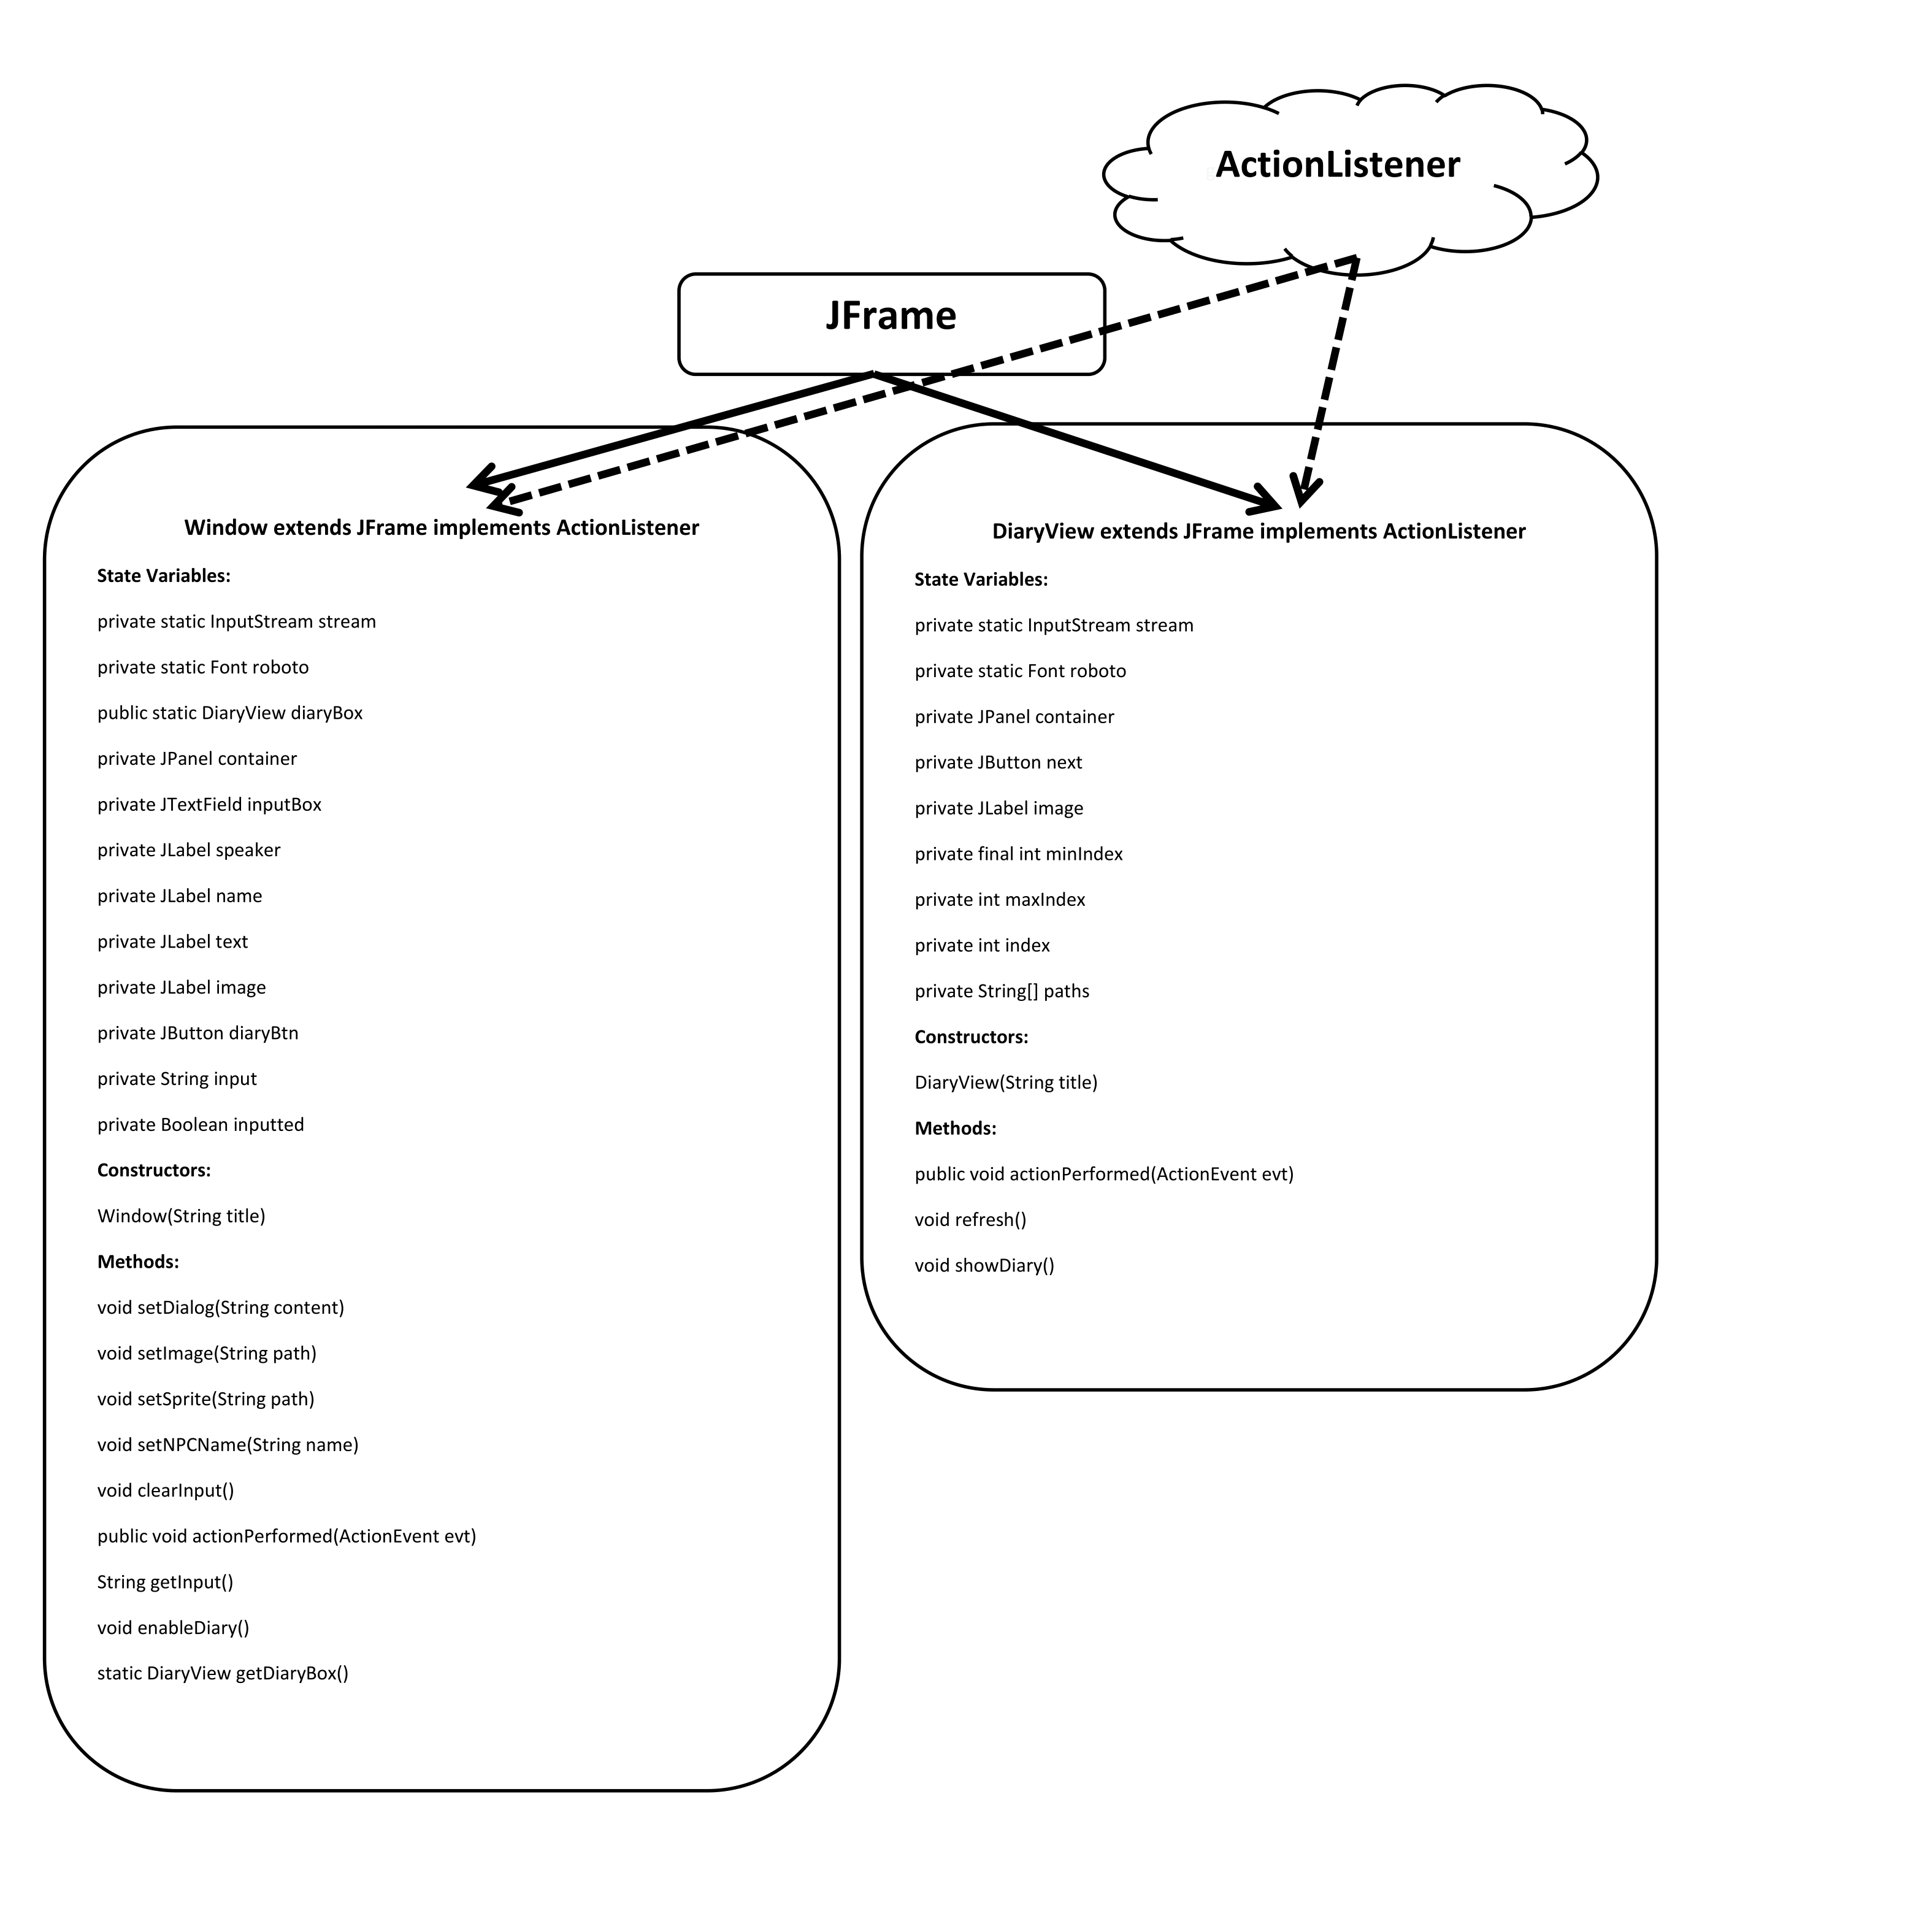 ActionListener
JFrame
Window extends JFrame implements ActionListener
State Variables:
private static InputStream stream
private static Font roboto
public static DiaryView diaryBox
private JPanel container
private JTextField inputBox
private JLabel speaker
private JLabel name
private JLabel text
private JLabel image
private JButton diaryBtn
private String input
private Boolean inputted
Constructors:
Window(String title)
Methods:
void setDialog(String content)
void setImage(String path)
void setSprite(String path)
void setNPCName(String name)
void clearInput()
public void actionPerformed(ActionEvent evt)
String getInput()
void enableDiary()
static DiaryView getDiaryBox()
DiaryView extends JFrame implements ActionListener
State Variables:
private static InputStream stream
private static Font roboto
private JPanel container
private JButton next
private JLabel image
private final int minIndex
private int maxIndex
private int index
private String[] paths
Constructors:
DiaryView(String title)
Methods:
public void actionPerformed(ActionEvent evt)
void refresh()
void showDiary()